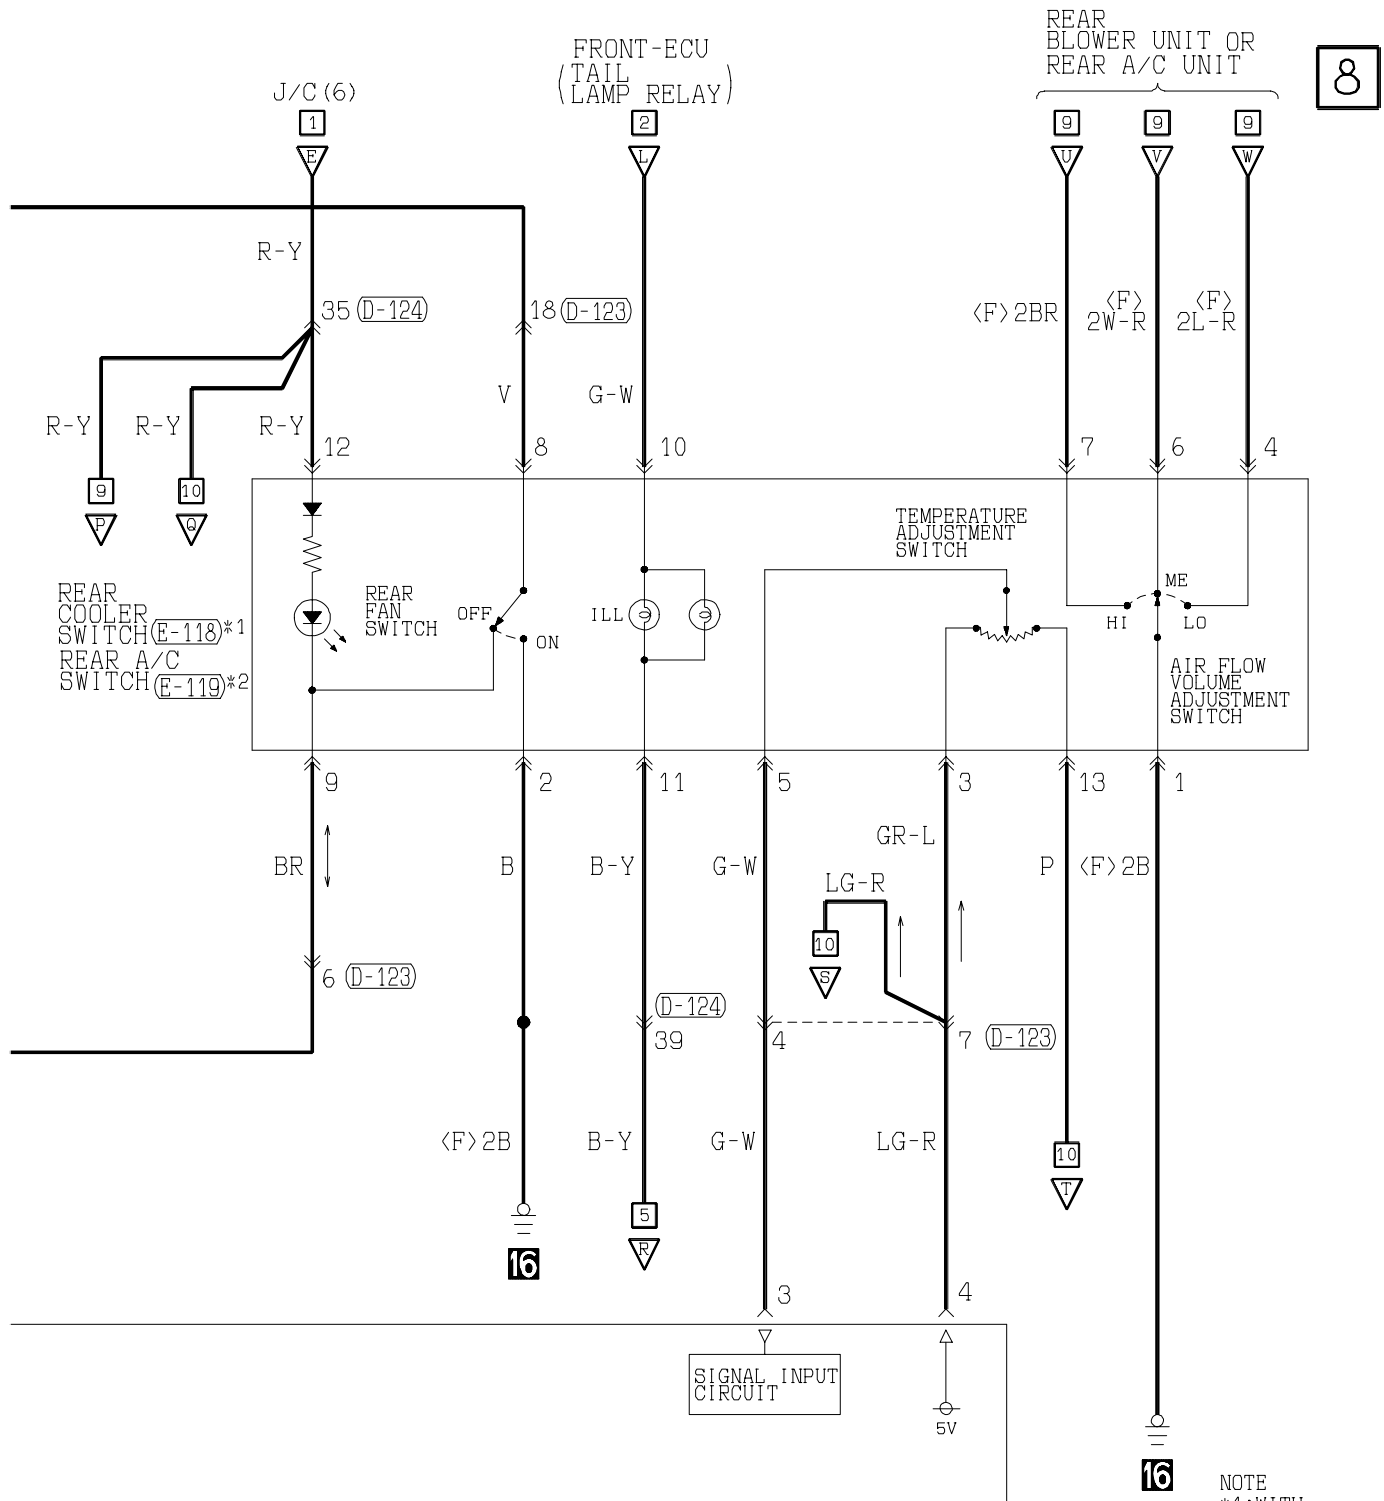 REAR
BLOWER UNIT OR
REAR A/C UNIT
8
FRONT-ECU
(TAIL
LAMP RELAY)
J/C(6)
1
2
9
9
9
E
L
U
V
W
R-Y
35 (D-124)
18 (D-123)
<F>2BR
<F>
2W-R
<F>
2L-R
V
G-W
R-Y
R-Y
R-Y
12
8
10
7
6
4
9
10
P
Q
TEMPERATURE
ADJUSTMENT
SWITCH
REAR
COOLER
SWITCH(E-118)*1
REAR A/C
SWITCH(E-119)*2
REAR
FAN
SWITCH
OFF
ON
ILL
ME
HI
LO
AIR FLOW
VOLUME
ADJUSTMENT
SWITCH
9
2
11
5
3
13
1
GR-L
BR
B
B-Y
G-W
P
<F>2B
LG-R
10
S
6 (D-123)
(D-124)
39
4
7 (D-123)
<F>2B
B-Y
G-W
LG-R
10
T
5
R
16
3
4
SIGNAL INPUT
CIRCUIT
5V
16
NOTE
*1:WITH